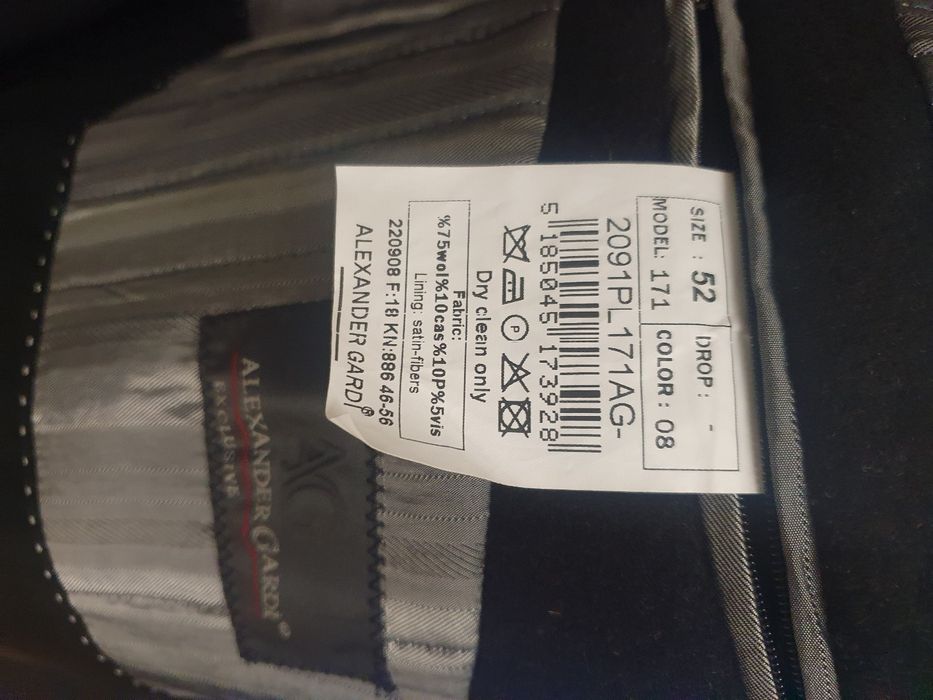 SIZE : 52 DROP : -
MODEL: 171 COLOR : 08
2091PL171AG-
5 185045 173928
P
Dry clean only
Fabric:
%75wol%10cas%10P%5vis
Lining: satin-fibers
220908 F:18 KN:886 46-56
ALEXANDER GARDI®
ALEXANDER GARDI®
EXCLUSIVE